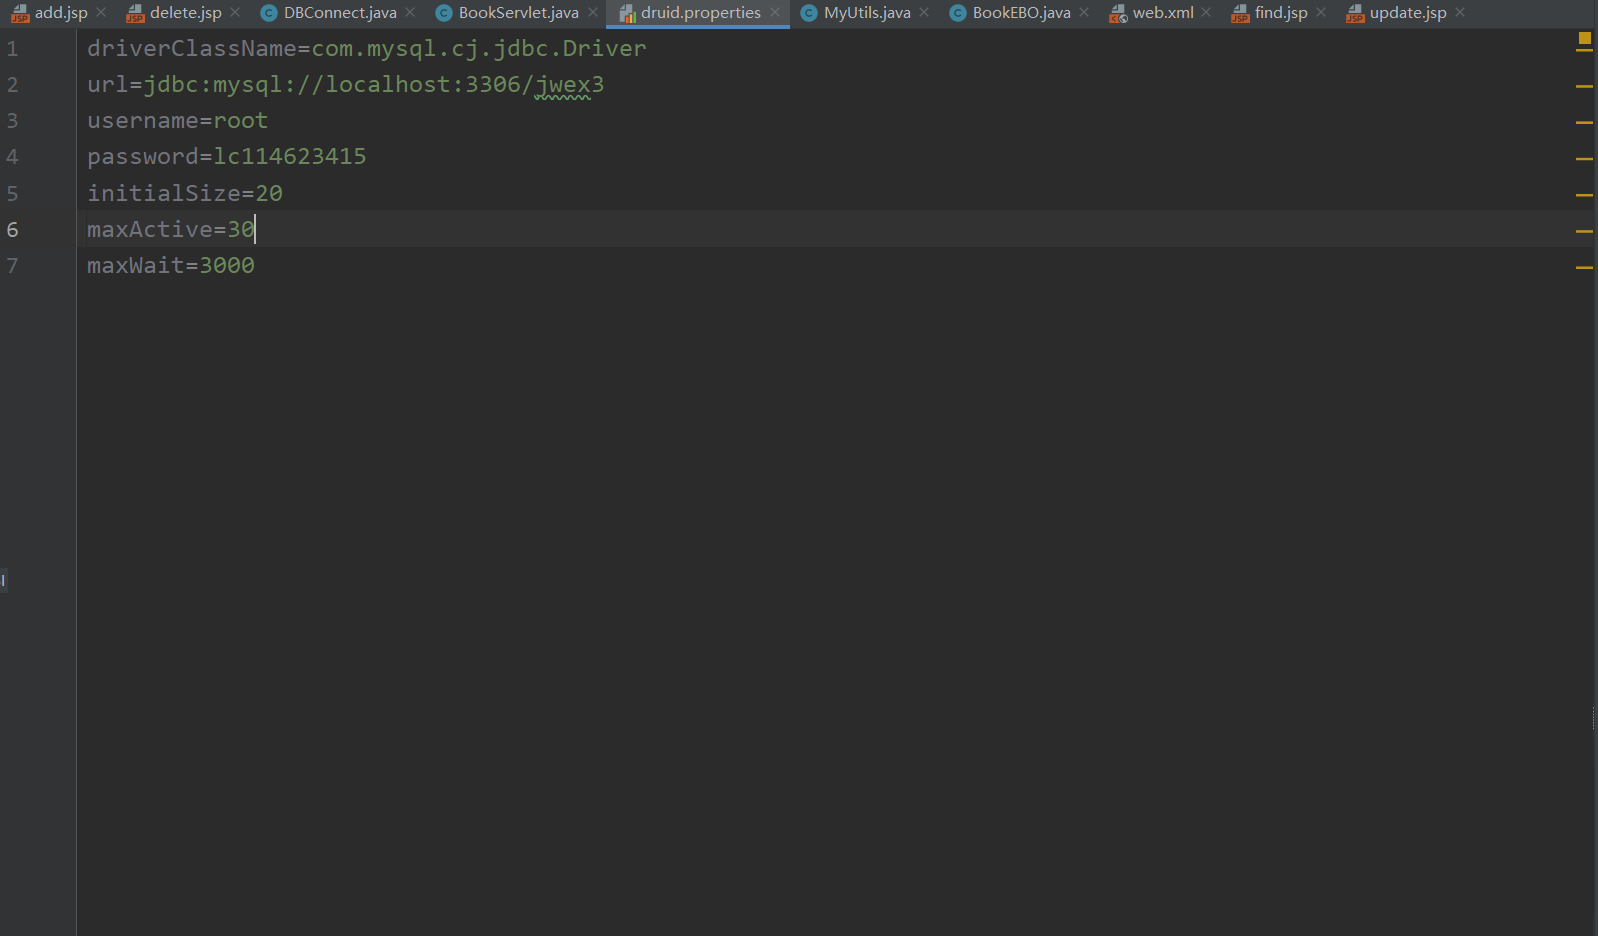 add.jsp delete.jsp DBConnect.java BookServlet.java druid.properties MyUtils.java BookEBO.java web.xml find.jsp update.jsp
1 driverClassName=com.mysql.cj.jdbc.Driver
2 url=jdbc:mysql://localhost:3306/jwex3
3 username=root
4 password=lc114623415
5 initialSize=20
6 maxActive=30
7 maxWait=3000